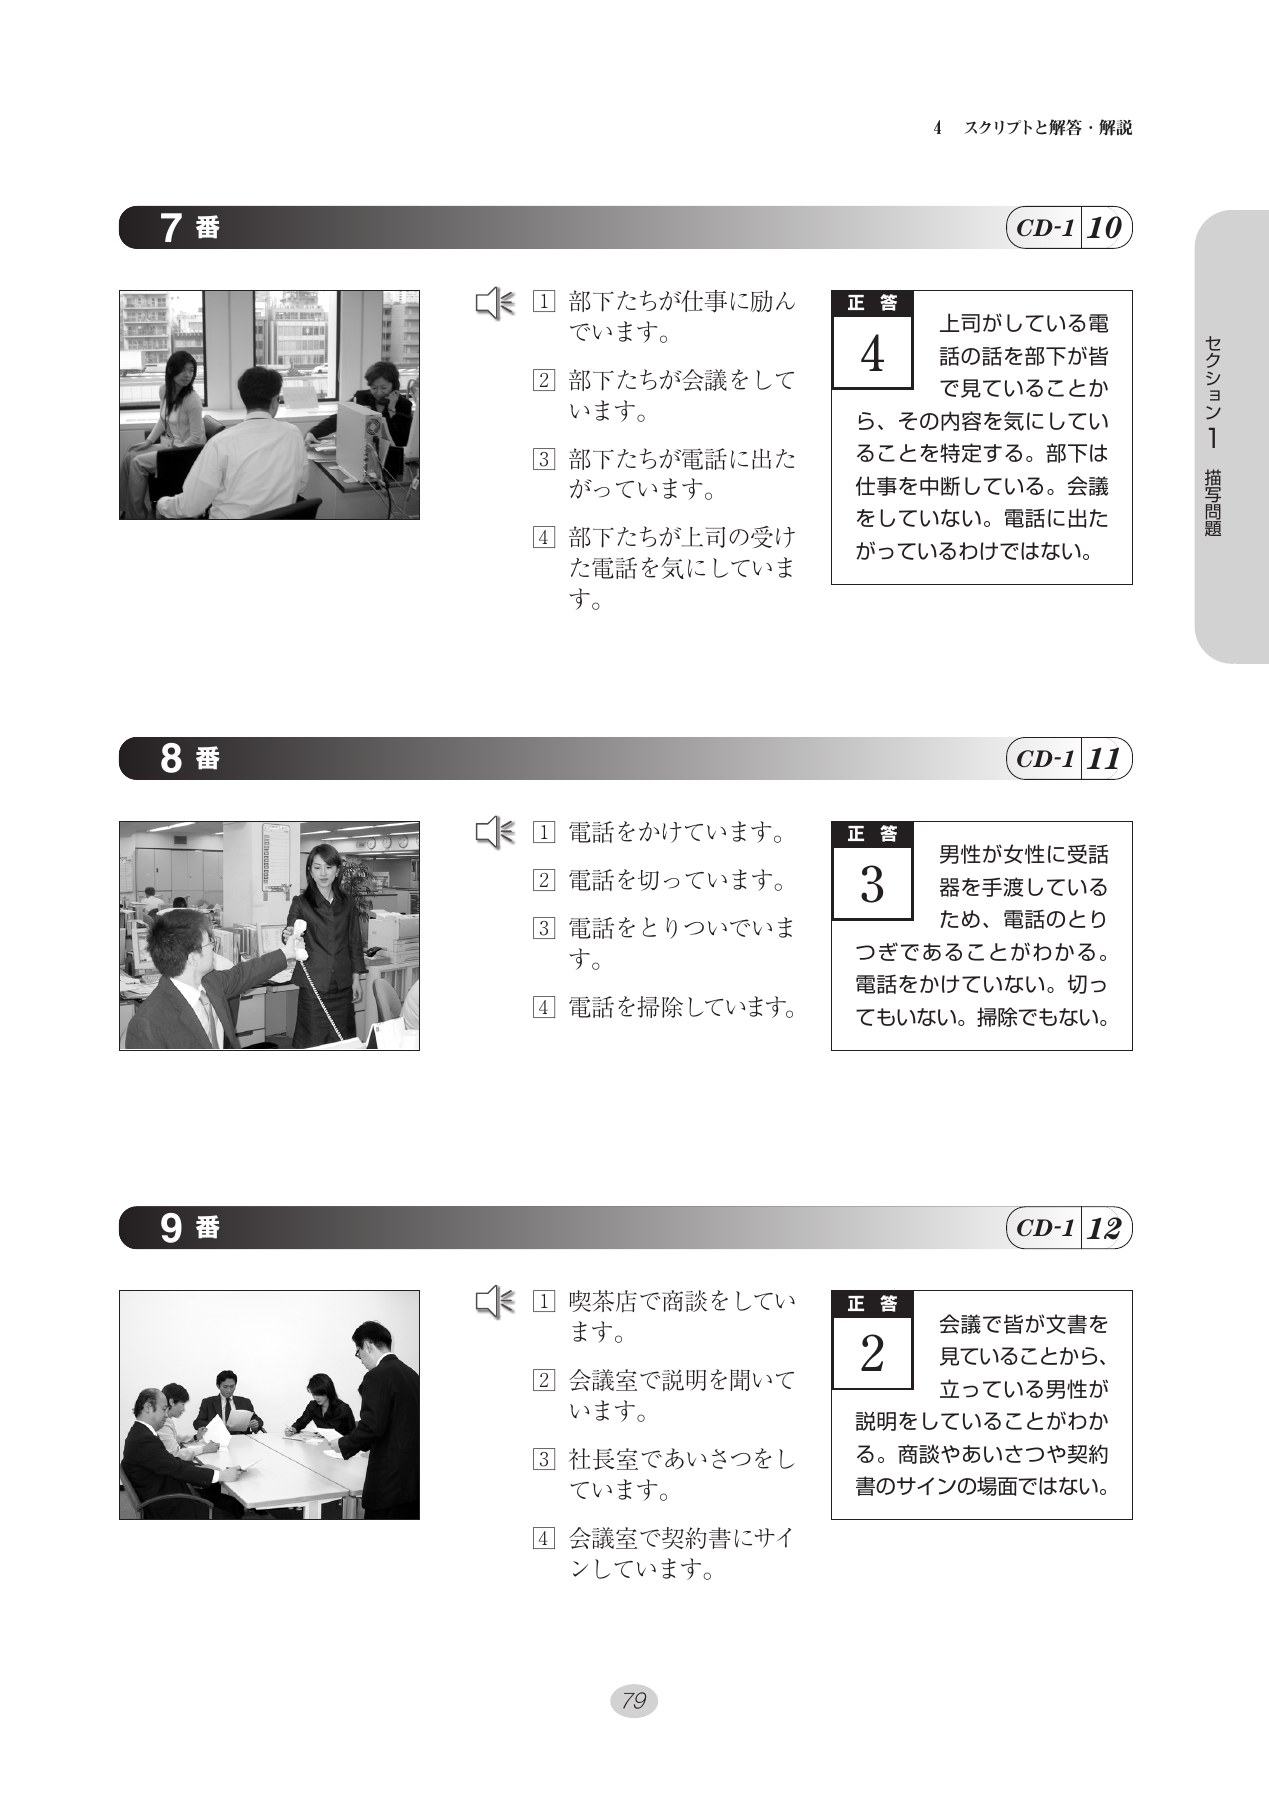 4 スクリプトと解答・解説
7 番
CD-1 10
1 部下たちが仕事に励ん
でいます。
2 部下たちが会議をして
います。
3 部下たちが電話に出た
がっています。
4 部下たちが上司の受け
た電話を気にしていま
す。
正 答
4
上司がしている電
話の話を部下が皆
で見ていることか
ら、その内容を気にしてい
ることを特定する。部下は
仕事を中断している。会議
をしていない。電話に出た
がっているわけではない。
セクション1 描写問題
8 番
CD-1 11
1 電話をかけています。
2 電話を切っています。
3 電話をとりついでいま
す。
4 電話を掃除しています。
正 答
3
男性が女性に受話
器を手渡している
ため、電話のとり
つぎであることがわかる。
電話をかけていない。切っ
てもいない。掃除でもない。
9 番
CD-1 12
1 喫茶店で商談をしてい
ます。
2 会議室で説明を聞いて
います。
3 社長室であいさつをし
ています。
4 会議室で契約書にサイ
ンしています。
正 答
2
会議で皆が文書を
見ていることから、
立っている男性が
説明をしていることがわか
る。商談やあいさつや契約
書のサインの場面ではない。
79